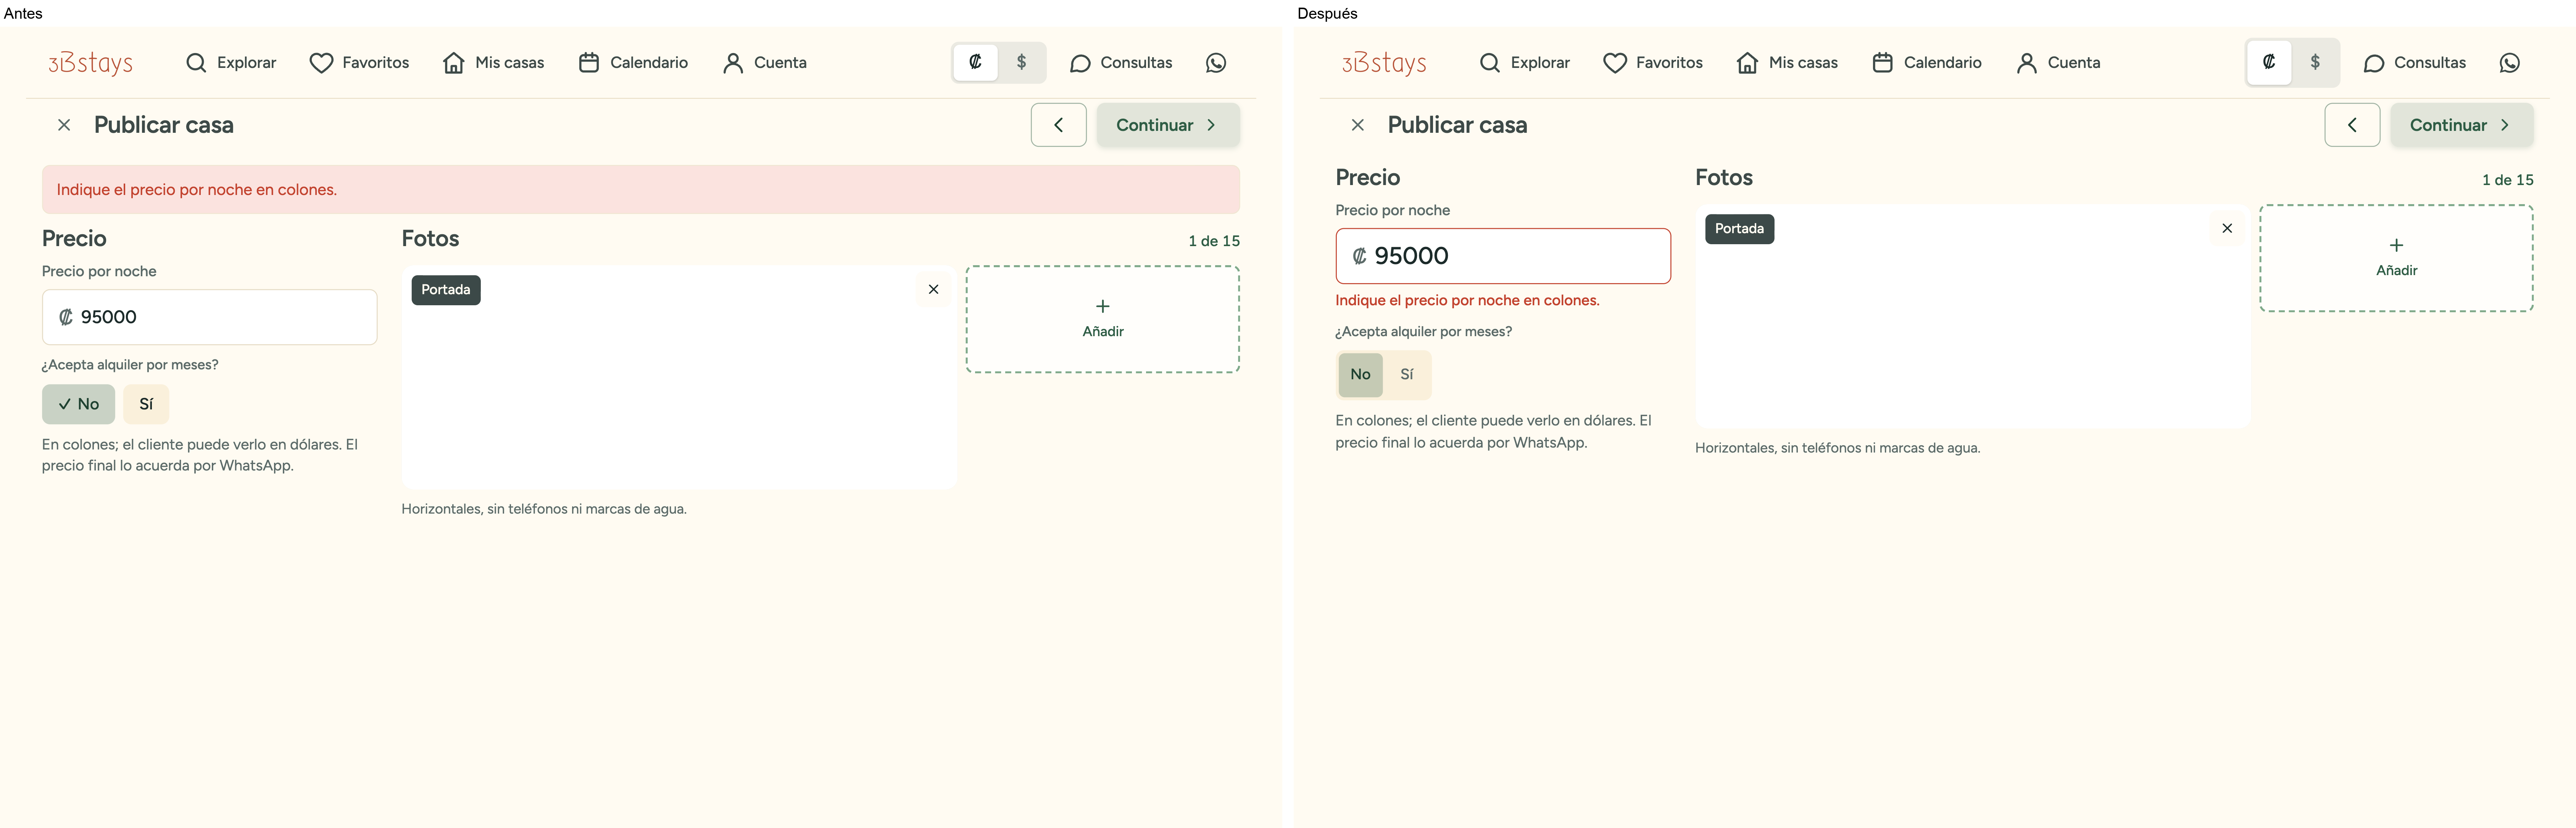 Antes
3Bstays Explorar Favoritos Mis casas Calendario Cuenta ₡ $ Consultas
Publicar casa Continuar
Indique el precio por noche en colones.
Precio Fotos 1 de 15
Precio por noche
Portada
₡ 95000
Añadir
¿Acepta alquiler por meses?
No Sí
En colones; el cliente puede verlo en dólares. El
precio final lo acuerda por WhatsApp.
Horizontales, sin teléfonos ni marcas de agua.
Después
3Bstays Explorar Favoritos Mis casas Calendario Cuenta ₡ $ Consultas
Publicar casa Continuar
Precio Fotos 1 de 15
Precio por noche
Portada
₡ 95000
Añadir
Indique el precio por noche en colones.
¿Acepta alquiler por meses?
No Sí
En colones; el cliente puede verlo en dólares. El
precio final lo acuerda por WhatsApp.
Horizontales, sin teléfonos ni marcas de agua.